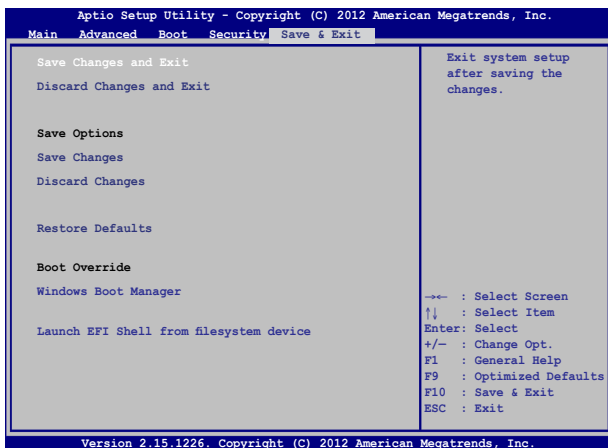 Aptio Setup Utility - Copyright (C) 2012 American Megatrends, Inc.
Main Advanced Boot Security Save & Exit
Save Changes and Exit
Discard Changes and Exit
Save Options
Save Changes
Discard Changes
Restore Defaults
Boot Override
Windows Boot Manager
Launch EFI Shell from filesystem device
Exit system setup
after saving the
changes.
→← : Select Screen
↑↓ : Select Item
Enter: Select
+/— : Change Opt.
F1 : General Help
F9 : Optimized Defaults
F10 : Save & Exit
ESC : Exit
Version 2.15.1226. Copyright (C) 2012 American Megatrends, Inc.